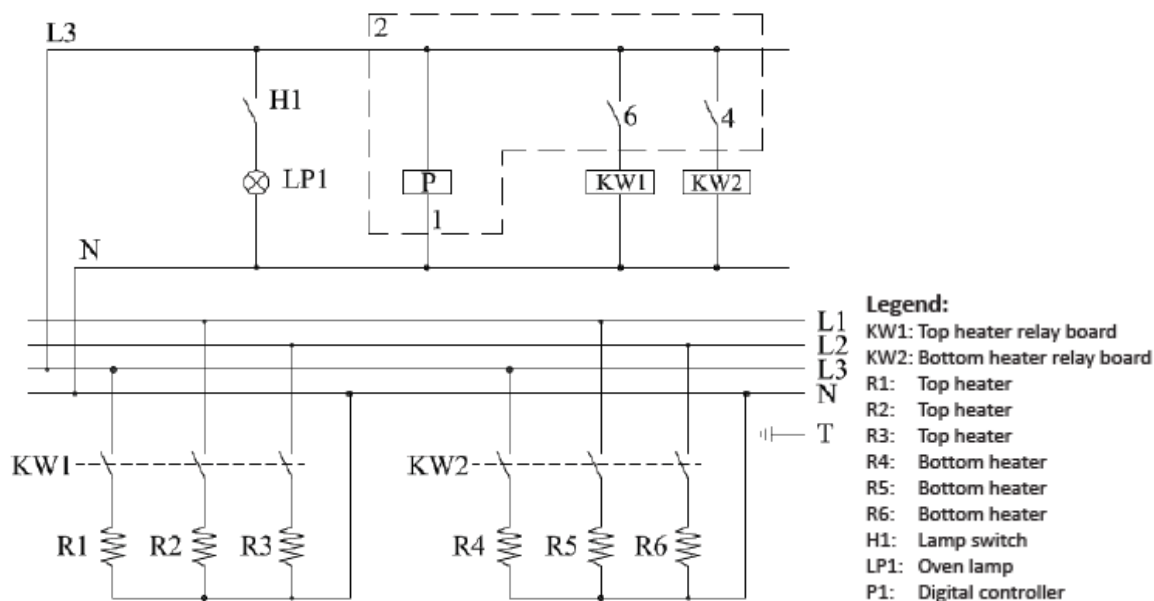 L3
2
H1
6
4
LP1
P
KW1
KW2
1
N
L1
L2
L3
N
T
KW1
KW2
R1
R2
R3
R4
R5
R6
Legend:
KW1: Top heater relay board
KW2: Bottom heater relay board
R1: Top heater
R2: Top heater
R3: Top heater
R4: Bottom heater
R5: Bottom heater
R6: Bottom heater
H1: Lamp switch
LP1: Oven lamp
P1: Digital controller